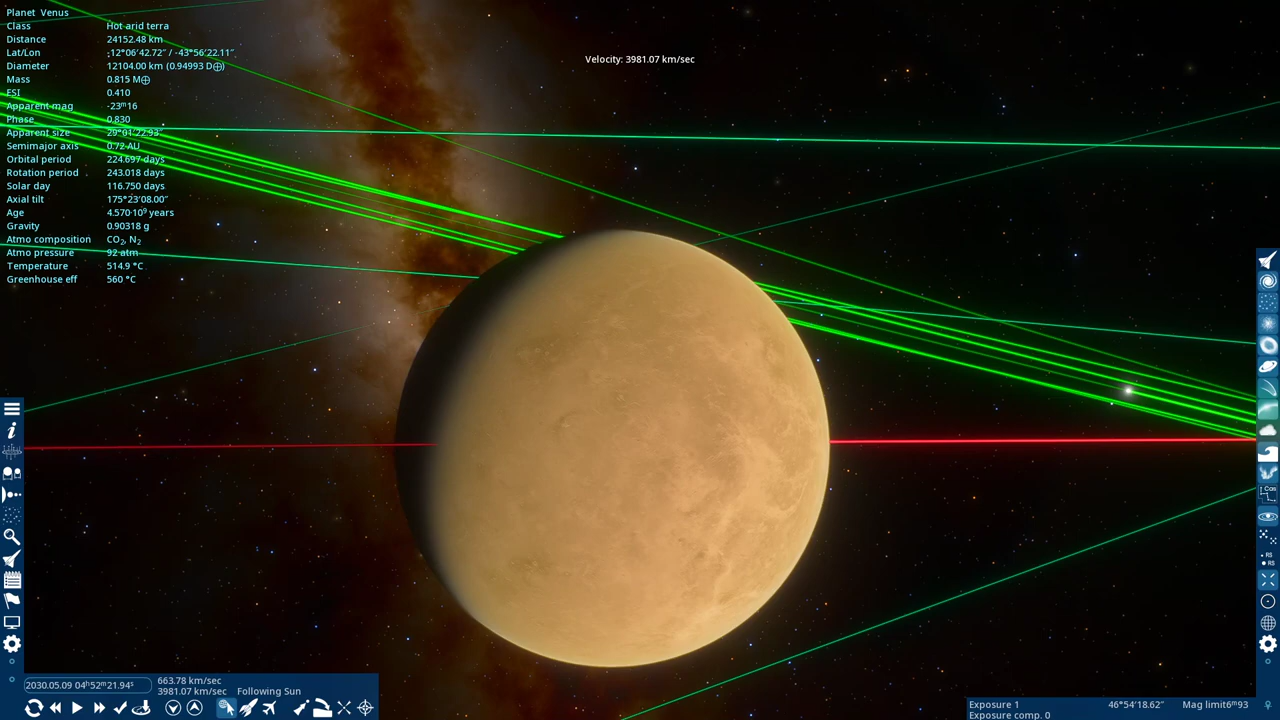 Planet Venus
Class Hot arid terra
Distance 24152.48 km
Lat/Lon -12°06′42.72″ / -43°56′22.11″
Diameter 12104.00 km (0.94993 D⊕)
Mass 0.815 M⊕
ESI 0.410
Apparent mag -23ᵐ16
Phase 0.830
Apparent size 29°01′22.93″
Semimajor axis 0.72 AU
Orbital period 224.697 days
Rotation period 243.018 days
Solar day 116.750 days
Axial tilt 175°23′08.00″
Age 4.570·10⁹ years
Gravity 0.90318 g
Atmo composition CO₂, N₂
Atmo pressure 92 atm
Temperature 514.9 °C
Greenhouse eff 560 °C
Velocity: 3981.07 km/sec
2030.05.09 04ʰ52ᵐ21.94ˢ
663.78 km/sec
3981.07 km/sec Following Sun
Exposure 1 46°54′18.62″ Mag limit 6ᵐ93
Exposure comp. 0